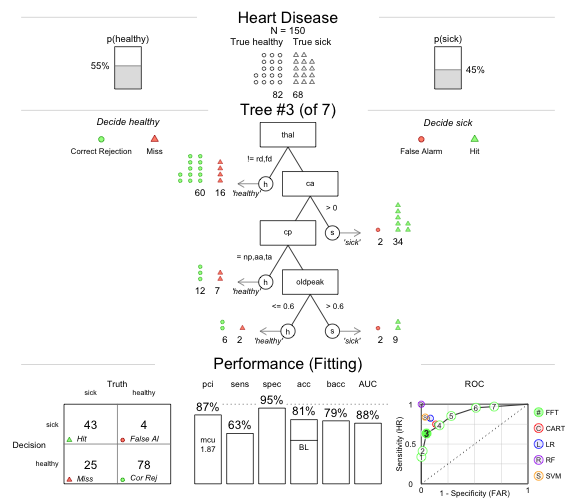 Heart Disease
N = 150
p(healthy)
True healthy True sick
p(sick)
55%
45%
82 68
Tree #3 (of 7)
Decide healthy
Decide sick
Correct Rejection Miss
False Alarm Hit
thal
!= rd,fd
60 16
'healthy'
h
ca
> 0
s
'sick'
2 34
cp
= np,aa,ta
12 7
'healthy'
h
oldpeak
<= 0.6
> 0.6
6 2
'healthy'
h
s
'sick'
2 9
Performance (Fitting)
Truth
sick healthy
Decision
sick
43 4
Hit False Al
healthy
25 78
Miss Cor Rej
pci sens spec acc bacc AUC
87% 63% 95% 81% 79% 88%
mcu
1.87
BL
ROC
Sensitivity (HR)
1
0.5
0
0 1
1 - Specificity (FAR)
1
2
3
4
5
6
7
# FFT
C CART
L LR
R RF
S SVM